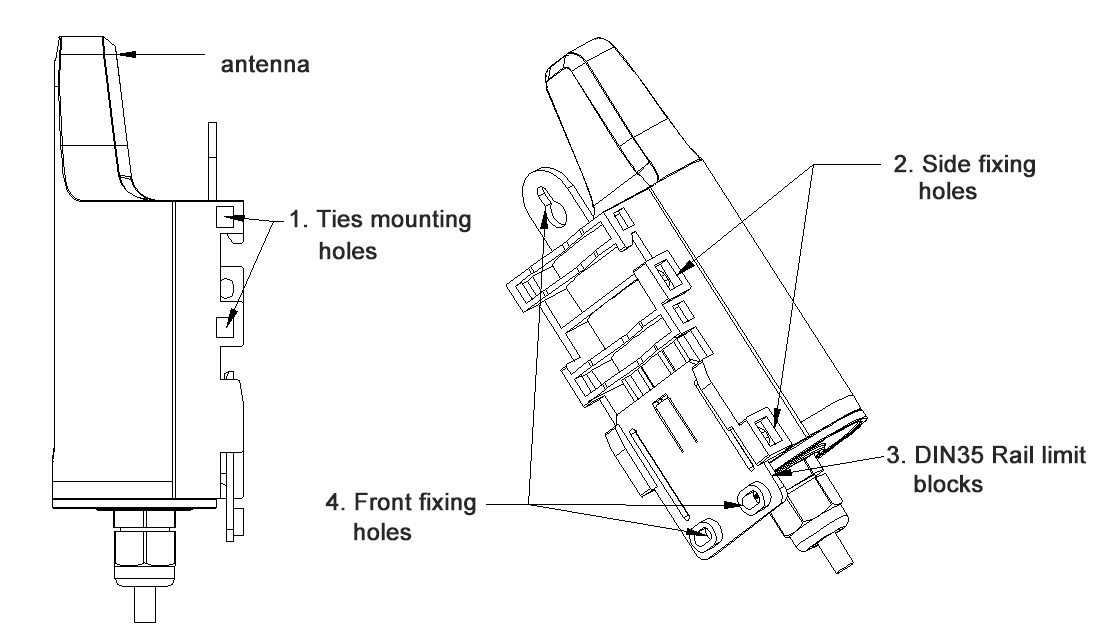 antenna
1. Ties mounting
holes
2. Side fixing
holes
3. DIN35 Rail limit
blocks
4. Front fixing
holes